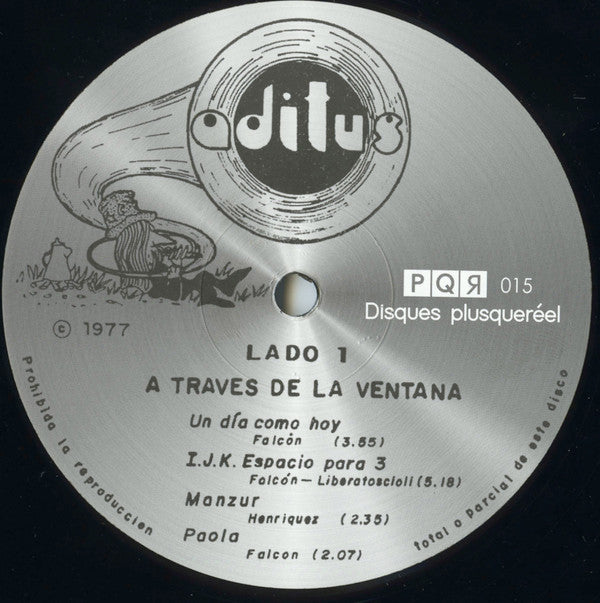 aditus
PQR 015
Disques plusqueréel
© 1977
LADO 1
A TRAVES DE LA VENTANA
Un día como hoy
Falcón (3.55)
I.J.K. Espacio para 3
Falcón - Liberatoscioli (5.18)
Manzur
Henriquez (2.35)
Paola
Falcon (2.07)
Prohibida la reproduccion total o Parcial de este disco